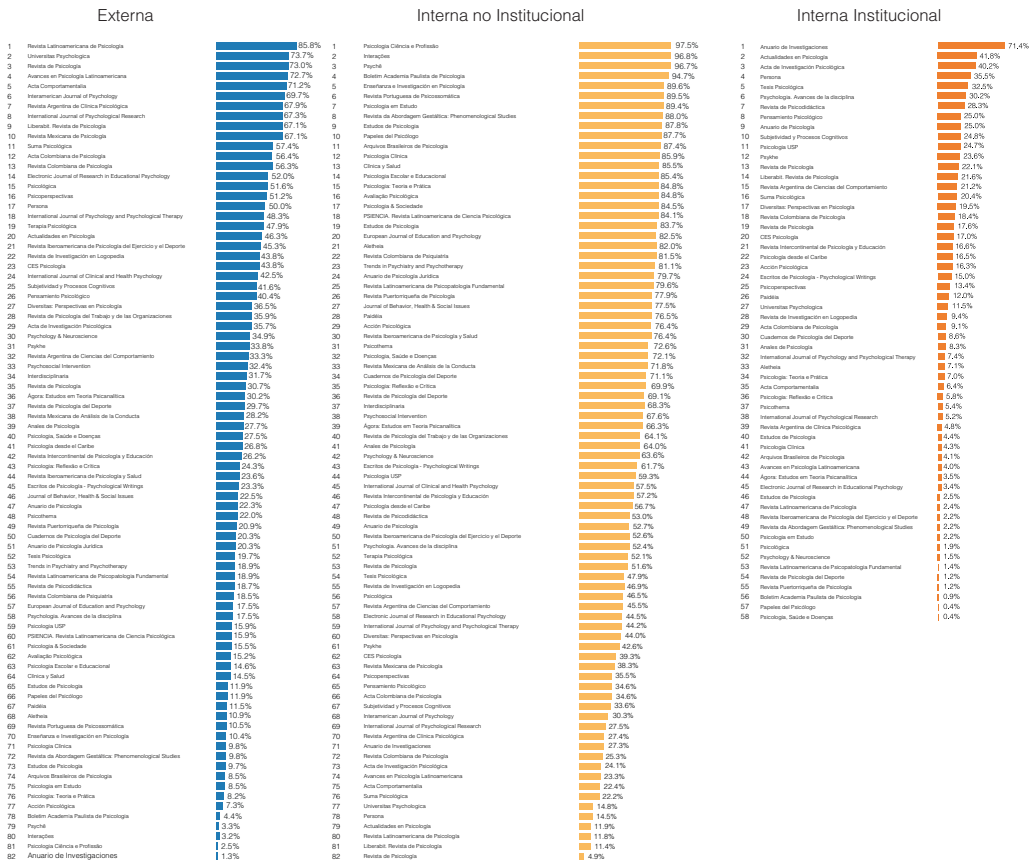 Externa
1 Revista Latinoamericana de Psicología 85.8%
2 Universitas Psychologica 73.7%
3 Revista de Psicología 73.0%
4 Avances en Psicología Latinoamericana 72.7%
5 Acta Comportamentalia 71.2%
6 Interamerican Journal of Psychology 69.7%
7 Revista Argentina de Clínica Psicológica 67.9%
8 International Journal of Psychological Research 67.3%
9 Liberabit. Revista de Psicología 67.1%
10 Revista Mexicana de Psicología 67.1%
11 Suma Psicológica 57.4%
12 Acta Colombiana de Psicología 56.4%
13 Revista Colombiana de Psicología 56.3%
14 Electronic Journal of Research in Educational Psychology 52.0%
15 Psicológica 51.6%
16 Psicoperspectivas 51.2%
17 Persona 50.0%
18 International Journal of Psychology and Psychological Therapy 48.3%
19 Terapia Psicológica 47.9%
20 Actualidades en Psicología 46.3%
21 Revista Iberoamericana de Psicología del Ejercicio y el Deporte 45.3%
22 Revista de Investigación en Logopedia 43.8%
23 CES Psicología 43.8%
24 International Journal of Clinical and Health Psychology 42.5%
25 Subjetividad y Procesos Cognitivos 41.6%
26 Pensamiento Psicológico 40.4%
27 Diversitas: Perspectivas en Psicología 36.5%
28 Revista de Psicología del Trabajo y de las Organizaciones 35.9%
29 Acta de Investigación Psicológica 35.7%
30 Psychology & Neuroscience 34.9%
31 Psykhe 33.8%
32 Revista Argentina de Ciencias del Comportamiento 33.3%
33 Psychosocial Intervention 32.4%
34 Interdisciplinaria 31.7%
35 Revista de Psicología 30.7%
36 Ágora: Estudos em Teoria Psicanalítica 30.2%
37 Revista de Psicología del Deporte 29.7%
38 Revista Mexicana de Análisis de la Conducta 28.2%
39 Anales de Psicología 27.7%
40 Psicologia, Saúde e Doenças 27.5%
41 Psicología desde el Caribe 26.8%
42 Revista Intercontinental de Psicología y Educación 26.2%
43 Psicologia: Reflexão e Crítica 24.3%
44 Revista Iberoamericana de Psicología y Salud 23.6%
45 Escritos de Psicología - Psychological Writings 23.3%
46 Journal of Behavior, Health & Social Issues 22.5%
47 Anuario de Psicología 22.3%
48 Psicothema 22.0%
49 Revista Puertorriqueña de Psicología 20.9%
50 Cuadernos de Psicología del Deporte 20.3%
51 Anuario de Psicología Jurídica 20.3%
52 Tesis Psicológica 19.7%
53 Trends in Psychiatry and Psychotherapy 18.9%
54 Revista Latinoamericana de Psicopatologia Fundamental 18.9%
55 Revista de Psicodidáctica 18.7%
56 Revista Colombiana de Psiquiatría 18.5%
57 European Journal of Education and Psychology 17.5%
58 Psychologia. Avances de la disciplina 17.5%
59 Psicologia USP 15.9%
60 PSIENCIA. Revista Latinoamericana de Ciencia Psicológica 15.9%
61 Psicologia & Sociedade 15.5%
62 Avaliação Psicológica 15.2%
63 Psicologia Escolar e Educacional 14.6%
64 Clínica y Salud 14.5%
65 Estudos de Psicologia 11.9%
66 Papeles del Psicólogo 11.9%
67 Paidéia 11.5%
68 Aletheia 10.9%
69 Revista Portuguesa de Psicossomática 10.5%
70 Enseñanza e Investigación en Psicología 10.4%
71 Psicologia Clínica 9.8%
72 Revista da Abordagem Gestáltica: Phenomenological Studies 9.8%
73 Estudos de Psicologia 9.7%
74 Arquivos Brasileiros de Psicologia 8.5%
75 Psicologia em Estudo 8.5%
76 Psicologia: Teoria e Prática 8.2%
77 Acción Psicológica 7.3%
78 Boletim Academia Paulista de Psicologia 4.4%
79 Psychê 3.3%
80 Interações 3.2%
81 Psicologia Ciência e Profissão 2.5%
82 Anuario de Investigaciones 1.3%
Interna no Institucional
1 Psicologia Ciência e Profissão 97.5%
2 Interações 96.8%
3 Psychê 96.7%
4 Boletim Academia Paulista de Psicologia 94.7%
5 Enseñanza e Investigación en Psicología 89.6%
6 Revista Portuguesa de Psicossomática 89.5%
7 Psicologia em Estudo 89.4%
8 Revista da Abordagem Gestáltica: Phenomenological Studies 88.0%
9 Estudos de Psicologia 87.8%
10 Papeles del Psicólogo 87.7%
11 Arquivos Brasileiros de Psicologia 87.4%
12 Psicologia Clínica 85.9%
13 Clínica y Salud 85.5%
14 Psicologia Escolar e Educacional 85.4%
15 Psicologia: Teoria e Prática 84.8%
16 Avaliação Psicológica 84.8%
17 Psicologia & Sociedade 84.5%
18 PSIENCIA. Revista Latinoamericana de Ciencia Psicológica 84.1%
19 Estudos de Psicologia 83.7%
20 European Journal of Education and Psychology 82.5%
21 Aletheia 82.0%
22 Revista Colombiana de Psiquiatría 81.5%
23 Trends in Psychiatry and Psychotherapy 81.1%
24 Anuario de Psicología Jurídica 79.7%
25 Revista Latinoamericana de Psicopatologia Fundamental 79.6%
26 Revista Puertorriqueña de Psicología 77.9%
27 Journal of Behavior, Health & Social Issues 77.5%
28 Paidéia 76.5%
29 Acción Psicológica 76.4%
30 Revista Iberoamericana de Psicología y Salud 76.4%
31 Psicothema 72.6%
32 Psicologia, Saúde e Doenças 72.1%
33 Revista Mexicana de Análisis de la Conducta 71.8%
34 Cuadernos de Psicología del Deporte 71.1%
35 Psicologia: Reflexão e Crítica 69.9%
36 Revista de Psicología del Deporte 69.1%
37 Interdisciplinaria 68.3%
38 Psychosocial Intervention 67.6%
39 Ágora: Estudos em Teoria Psicanalítica 66.3%
40 Revista de Psicología del Trabajo y de las Organizaciones 64.1%
41 Anales de Psicología 64.0%
42 Psychology & Neuroscience 63.6%
43 Escritos de Psicología - Psychological Writings 61.7%
44 Psicologia USP 59.3%
45 International Journal of Clinical and Health Psychology 57.5%
46 Revista Intercontinental de Psicología y Educación 57.2%
47 Psicología desde el Caribe 56.7%
48 Revista de Psicodidáctica 53.0%
49 Anuario de Psicología 52.7%
50 Revista Iberoamericana de Psicología del Ejercicio y el Deporte 52.6%
51 Psychologia. Avances de la disciplina 52.4%
52 Terapia Psicológica 52.1%
53 Revista de Psicología 51.6%
54 Tesis Psicológica 47.9%
55 Revista de Investigación en Logopedia 46.9%
56 Psicológica 46.5%
57 Revista Argentina de Ciencias del Comportamiento 45.5%
58 Electronic Journal of Research in Educational Psychology 44.5%
59 International Journal of Psychology and Psychological Therapy 44.2%
60 Diversitas: Perspectivas en Psicología 44.0%
61 Psykhe 42.6%
62 CES Psicología 39.3%
63 Revista Mexicana de Psicología 38.3%
64 Psicoperspectivas 35.5%
65 Pensamiento Psicológico 34.6%
66 Acta Colombiana de Psicología 34.6%
67 Subjetividad y Procesos Cognitivos 33.6%
68 Interamerican Journal of Psychology 30.3%
69 International Journal of Psychological Research 27.5%
70 Revista Argentina de Clínica Psicológica 27.4%
71 Anuario de Investigaciones 27.3%
72 Revista Colombiana de Psicología 25.3%
73 Acta de Investigación Psicológica 24.1%
74 Avances en Psicología Latinoamericana 23.3%
75 Acta Comportamentalia 22.4%
76 Suma Psicológica 22.2%
77 Universitas Psychologica 14.8%
78 Persona 14.5%
79 Actualidades en Psicología 11.9%
80 Revista Latinoamericana de Psicología 11.8%
81 Liberabit. Revista de Psicología 11.4%
82 Revista de Psicología 4.9%
Interna Institucional
1 Anuario de Investigaciones 71.4%
2 Actualidades en Psicología 41.8%
3 Acta de Investigación Psicológica 40.2%
4 Persona 35.5%
5 Tesis Psicológica 32.5%
6 Psychologia. Avances de la disciplina 30.2%
7 Revista de Psicodidáctica 28.3%
8 Pensamiento Psicológico 25.0%
9 Anuario de Psicología 25.0%
10 Subjetividad y Procesos Cognitivos 24.8%
11 Psicologia USP 24.7%
12 Psykhe 23.6%
13 Revista de Psicología 22.1%
14 Liberabit. Revista de Psicología 21.6%
15 Revista Argentina de Ciencias del Comportamiento 21.2%
16 Suma Psicológica 20.4%
17 Diversitas: Perspectivas en Psicología 19.5%
18 Revista Colombiana de Psicología 18.4%
19 Revista de Psicología 17.6%
20 CES Psicología 17.0%
21 Revista Intercontinental de Psicología y Educación 16.6%
22 Psicología desde el Caribe 16.5%
23 Acción Psicológica 16.3%
24 Escritos de Psicología - Psychological Writings 15.0%
25 Psicoperspectivas 13.4%
26 Paidéia 12.0%
27 Universitas Psychologica 11.5%
28 Revista de Investigación en Logopedia 9.4%
29 Acta Colombiana de Psicología 9.1%
30 Cuadernos de Psicología del Deporte 8.6%
31 Anales de Psicología 8.3%
32 International Journal of Psychology and Psychological Therapy 7.4%
33 Aletheia 7.1%
34 Psicologia: Teoria e Prática 7.0%
35 Acta Comportamentalia 6.4%
36 Psicologia: Reflexão e Crítica 5.8%
37 Psicothema 5.4%
38 International Journal of Psychological Research 5.2%
39 Revista Argentina de Clínica Psicológica 4.8%
40 Estudos de Psicologia 4.4%
41 Psicologia Clínica 4.3%
42 Arquivos Brasileiros de Psicologia 4.1%
43 Avances en Psicología Latinoamericana 4.0%
44 Ágora: Estudos em Teoria Psicanalítica 3.5%
45 Electronic Journal of Research in Educational Psychology 3.4%
46 Estudos de Psicologia 2.5%
47 Revista Latinoamericana de Psicología 2.4%
48 Revista Iberoamericana de Psicología del Ejercicio y el Deporte 2.2%
49 Revista da Abordagem Gestáltica: Phenomenological Studies 2.2%
50 Psicologia em Estudo 2.2%
51 Psicológica 1.9%
52 Psychology & Neuroscience 1.5%
53 Revista Latinoamericana de Psicopatologia Fundamental 1.4%
54 Revista de Psicología del Deporte 1.2%
55 Revista Puertorriqueña de Psicología 1.2%
56 Boletim Academia Paulista de Psicologia 0.9%
57 Papeles del Psicólogo 0.4%
58 Psicologia, Saúde e Doenças 0.4%